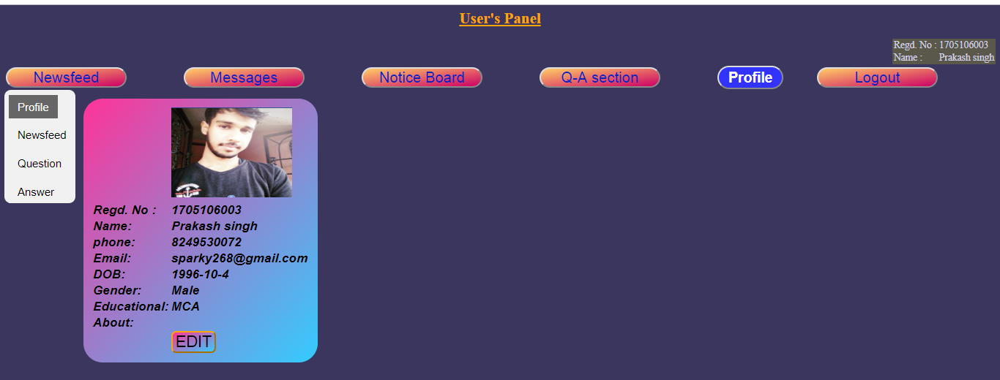 User's Panel
Regd. No : 1705106003
Name : Prakash singh
Newsfeed Messages Notice Board Q-A section Profile Logout
Profile
Newsfeed
Question
Answer
Regd. No : 1705106003
Name: Prakash singh
phone: 8249530072
Email: sparky268@gmail.com
DOB: 1996-10-4
Gender: Male
Educational: MCA
About:
EDIT